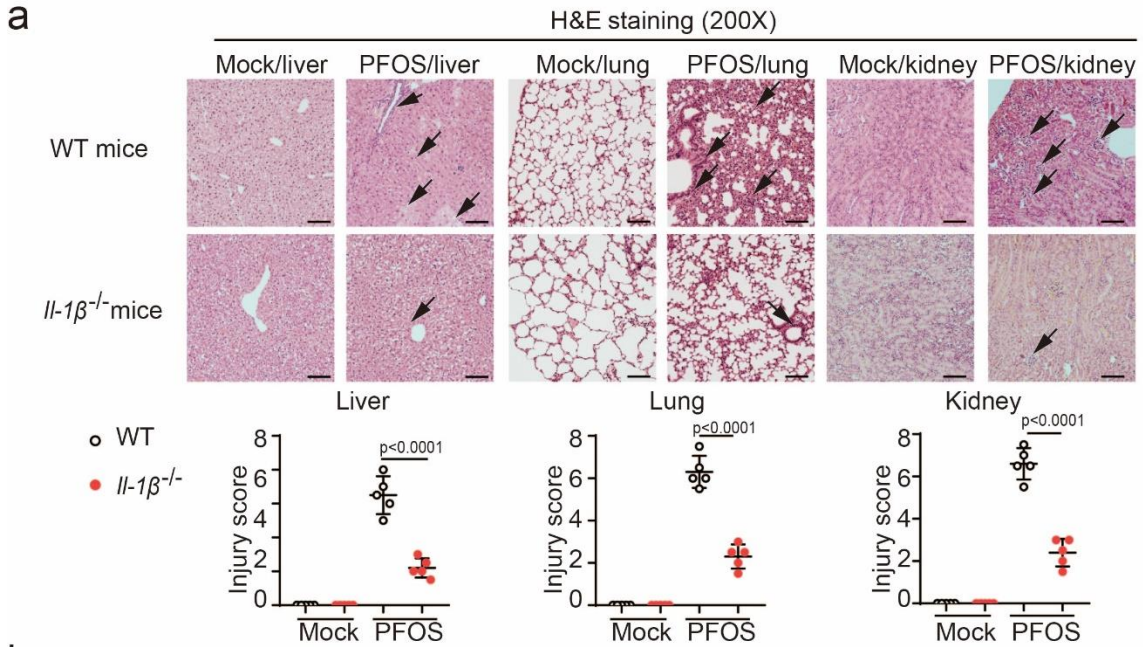 a
H&E staining (200X)
Mock/liver PFOS/liver Mock/lung PFOS/lung Mock/kidney PFOS/kidney
WT mice
Il-1β-/- mice
Liver Lung Kidney
WT
Il-1β-/-
Injury score
8
6
4
2
0
p<0.0001
Mock PFOS
Injury score
8
6
4
2
0
p<0.0001
Mock PFOS
Injury score
8
6
4
2
0
p<0.0001
Mock PFOS